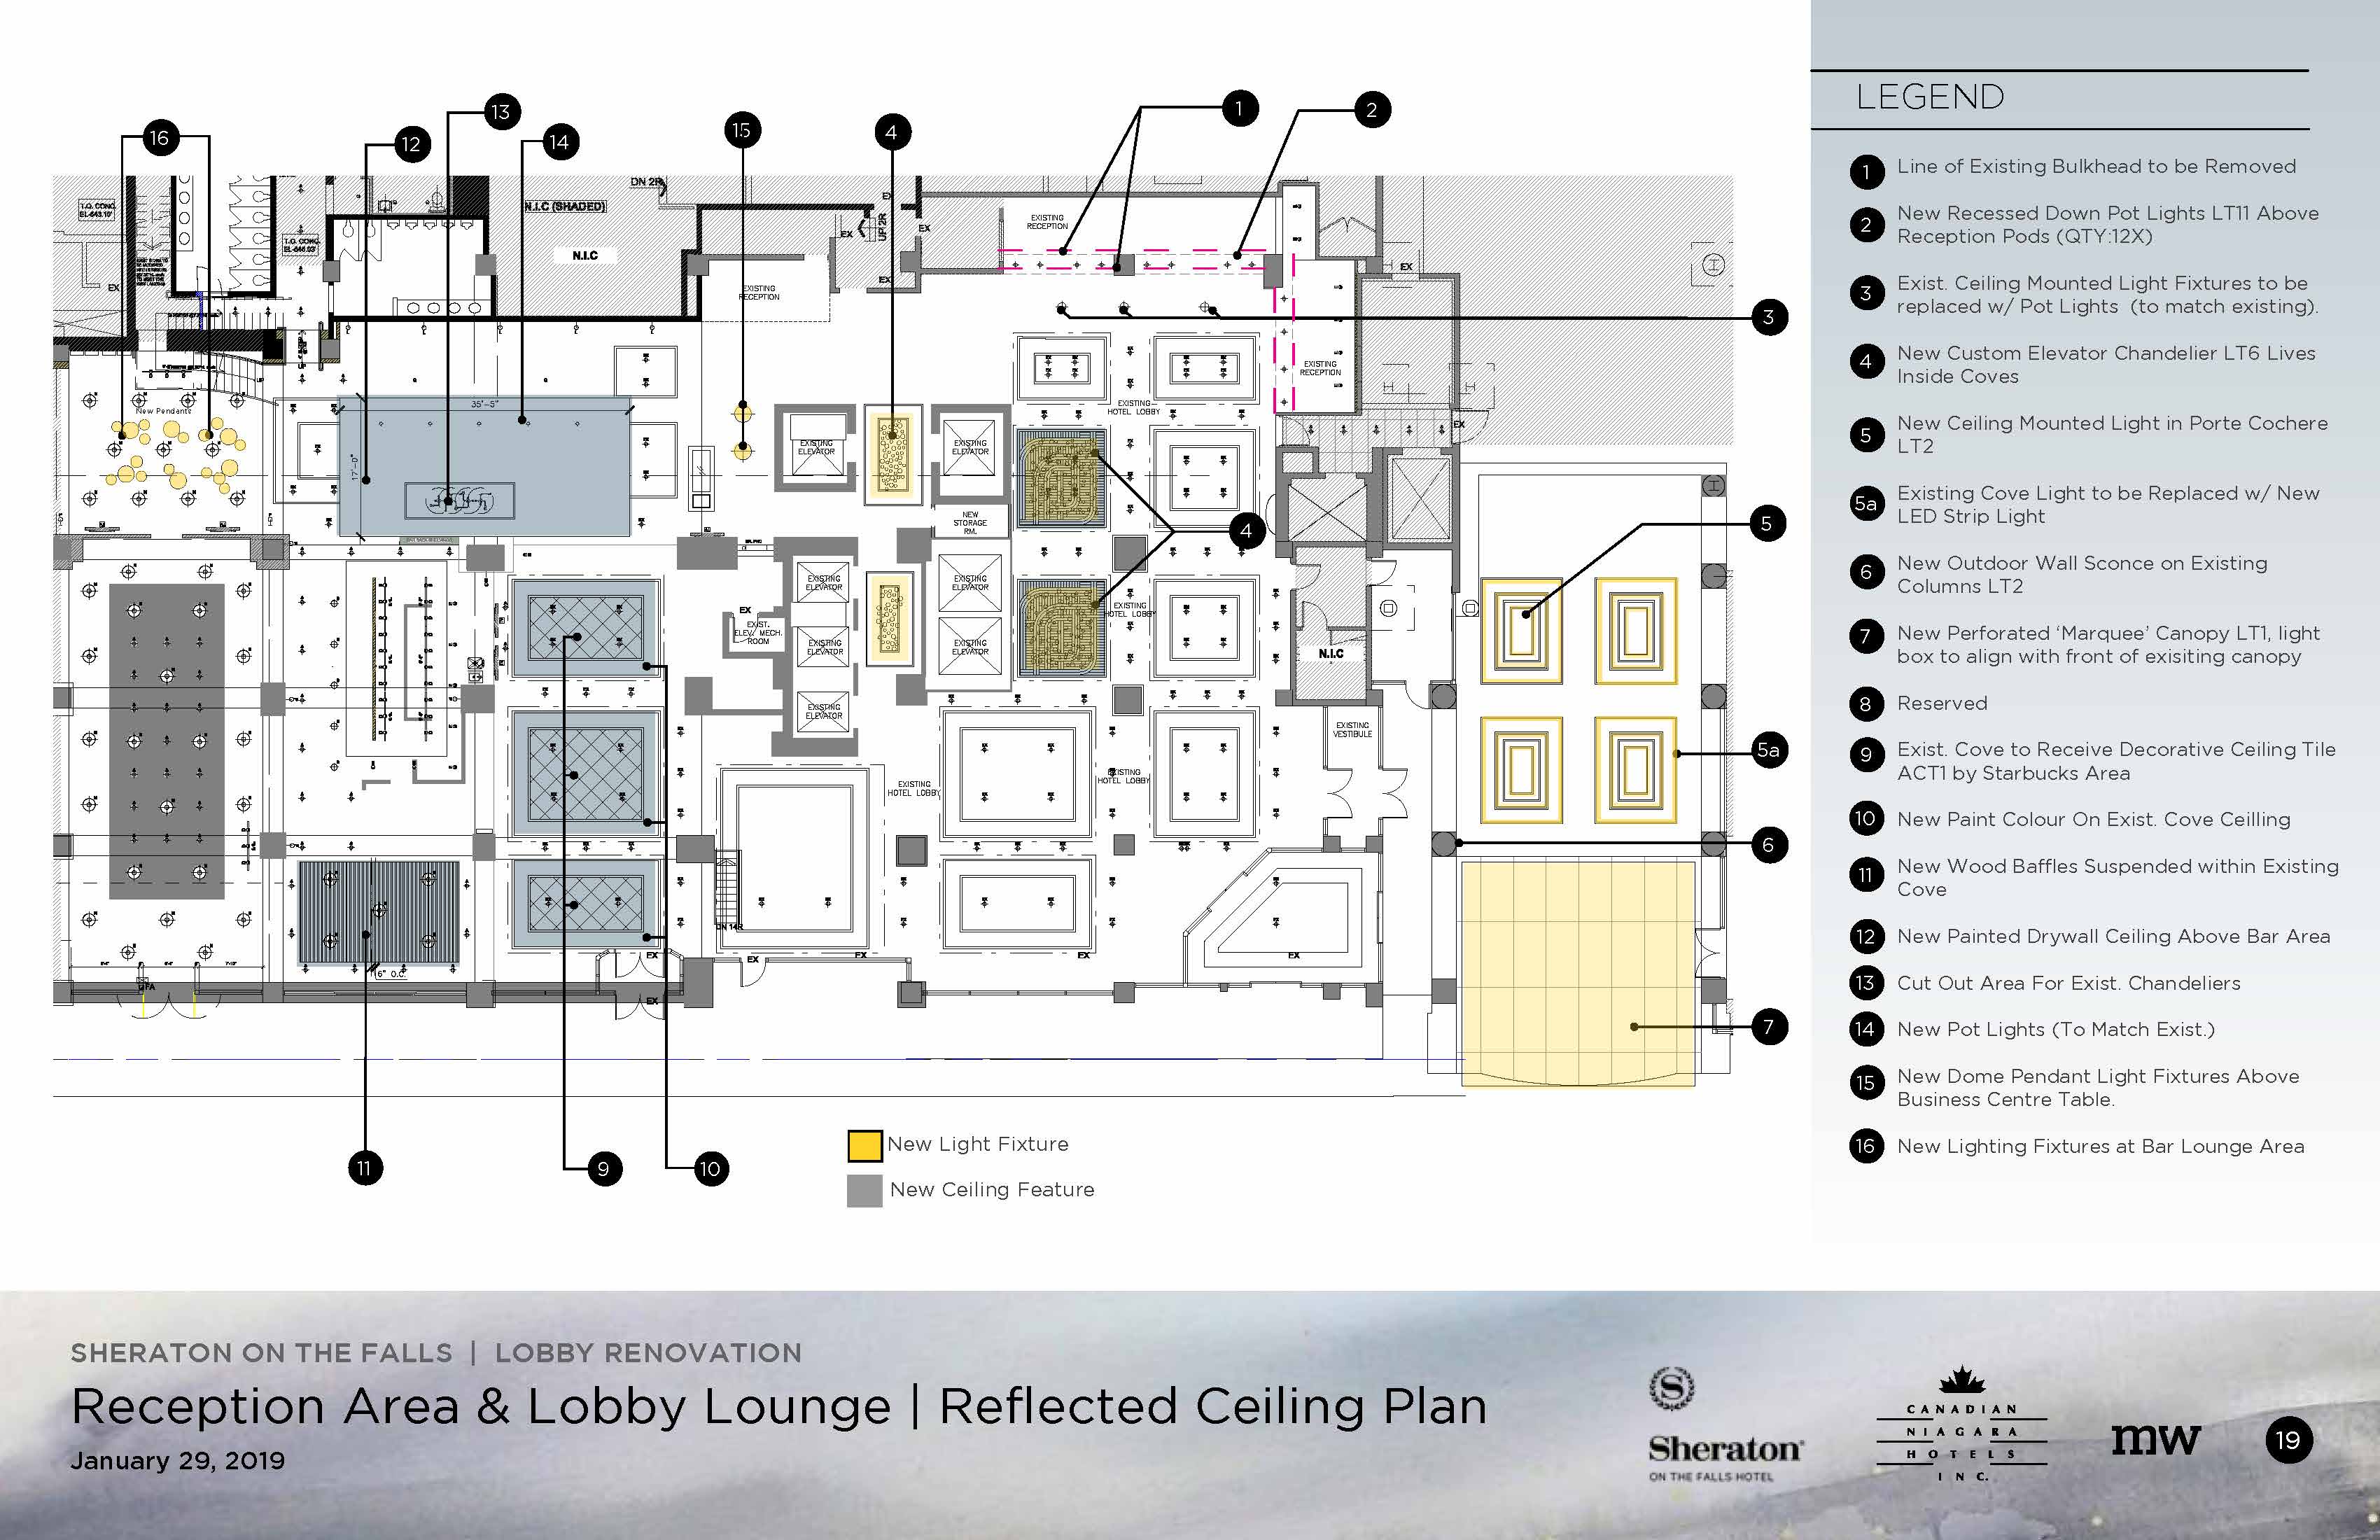 LEGEND
1 Line of Existing Bulkhead to be Removed
2 New Recessed Down Pot Lights LT11 Above
Reception Pods (QTY:12X)
3 Exist. Ceiling Mounted Light Fixtures to be
replaced w/ Pot Lights (to match existing).
4 New Custom Elevator Chandelier LT6 Lives
Inside Coves
5 New Ceiling Mounted Light in Porte Cochere
LT2
5a Existing Cove Light to be Replaced w/ New
LED Strip Light
6 New Outdoor Wall Sconce on Existing
Columns LT2
7 New Perforated ‘Marquee’ Canopy LT1, light
box to align with front of exisiting canopy
8 Reserved
9 Exist. Cove to Receive Decorative Ceiling Tile
ACT1 by Starbucks Area
10 New Paint Colour On Exist. Cove Ceilling
11 New Wood Baffles Suspended within Existing
Cove
12 New Painted Drywall Ceiling Above Bar Area
13 Cut Out Area For Exist. Chandeliers
14 New Pot Lights (To Match Exist.)
15 New Dome Pendant Light Fixtures Above
Business Centre Table.
16 New Lighting Fixtures at Bar Lounge Area
16
12
13
14
15
4
1
2
3
4
5
5a
6
7
11
9
10
DN 2R
N.I.C (SHADED)
N.I.C
T.O. CONC.
EL-643.10'
T.O. CONC.
EX
UP 2R
EX
EX
EX
EX
EXISTING
RECEPTION
EXISTING
RECEPTION
EXISTING
RECEPTION
EX
EX
New Pendants
35'-5"
17'-0"
EXISTING
HOTEL LOBBY
EXISTING
ELEVATOR
EXISTING
ELEVATOR
NEW
STORAGE
RM.
EXISTING
ELEVATOR
EXISTING
ELEVATOR
EX
EXIST.
ELEV. MECH.
ROOM
EXISTING
ELEVATOR
EXISTING
ELEVATOR
EXISTING
ELEVATOR
EXISTING
HOTEL LOBBY
N.I.C
EXISTING
VESTIBULE
EXISTING
HOTEL LOBBY
EXISTING
HOTEL LOBBY
DN 14R
6" O.C.
EX
EX
EX
EX
EX
EX
New Light Fixture
New Ceiling Feature
SHERATON ON THE FALLS | LOBBY RENOVATION
Reception Area & Lobby Lounge | Reflected Ceiling Plan
January 29, 2019
S
Sheraton
ON THE FALLS HOTEL
CANADIAN
NIAGARA
HOTELS
INC.
mw
19